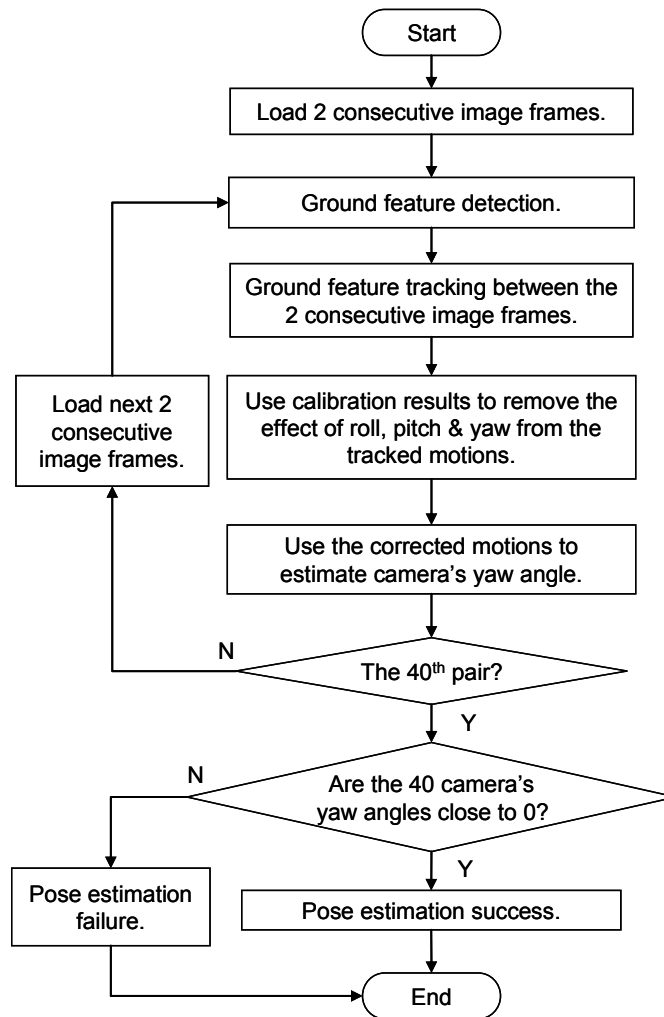 Start
Load 2 consecutive image frames.
Ground feature detection.
Ground feature tracking between the
2 consecutive image frames.
Load next 2
consecutive
image frames.
Use calibration results to remove the
effect of roll, pitch & yaw from the
tracked motions.
Use the corrected motions to
estimate camera's yaw angle.
N
The 40th pair?
Y
N
Are the 40 camera's
yaw angles close to 0?
Y
Pose estimation
failure.
Pose estimation success.
End